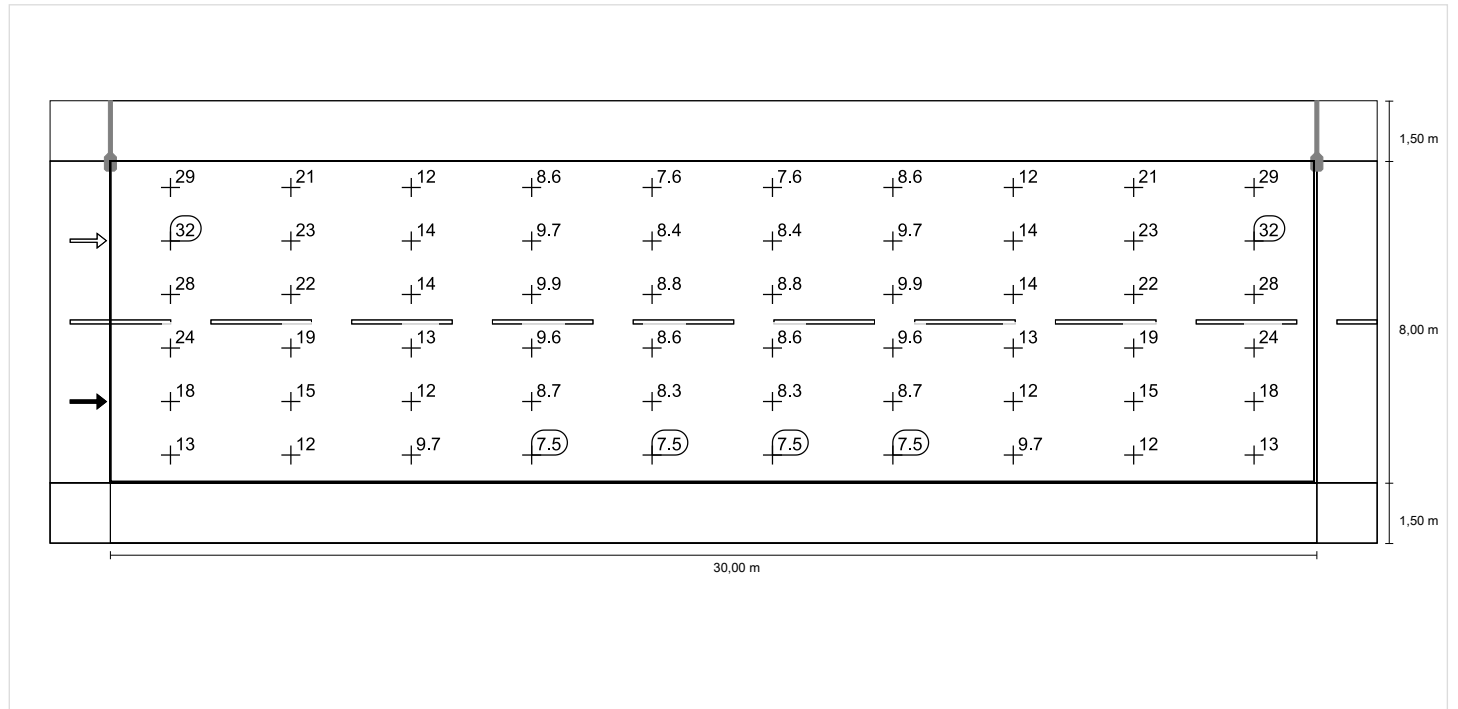 1,50 m
29 21 12 8.6 7.6 7.6 8.6 12 21 29
32 23 14 9.7 8.4 8.4 9.7 14 23 32
28 22 14 9.9 8.8 8.8 9.9 14 22 28
8,00 m
24 19 13 9.6 8.6 8.6 9.6 13 19 24
18 15 12 8.7 8.3 8.3 8.7 12 15 18
13 12 9.7 7.5 7.5 7.5 7.5 9.7 12 13
1,50 m
30,00 m